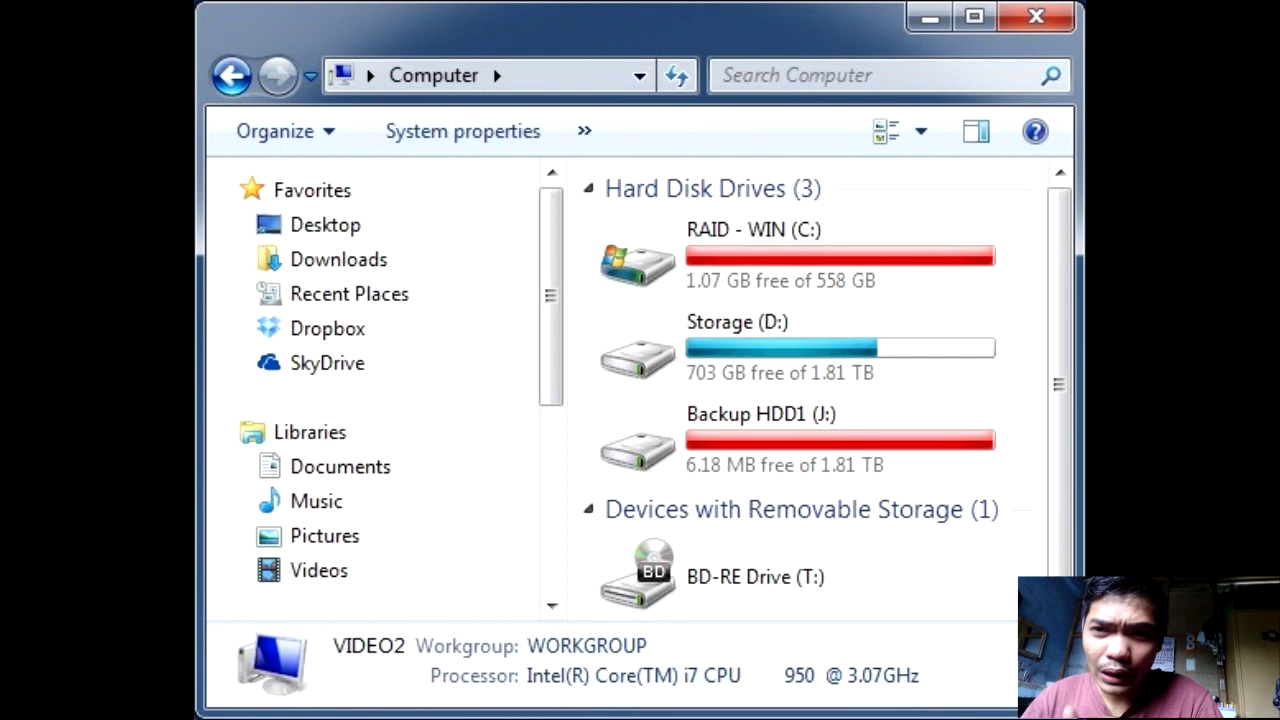 Computer
Search Computer
Organize
System properties
»
Favorites
Desktop
Downloads
Recent Places
Dropbox
SkyDrive
Libraries
Documents
Music
Pictures
Videos
Hard Disk Drives (3)
RAID - WIN (C:)
1.07 GB free of 558 GB
Storage (D:)
703 GB free of 1.81 TB
Backup HDD1 (J:)
6.18 MB free of 1.81 TB
Devices with Removable Storage (1)
BD
BD-RE Drive (T:)
VIDEO2 Workgroup: WORKGROUP
Processor: Intel(R) Core(TM) i7 CPU 950 @ 3.07GHz